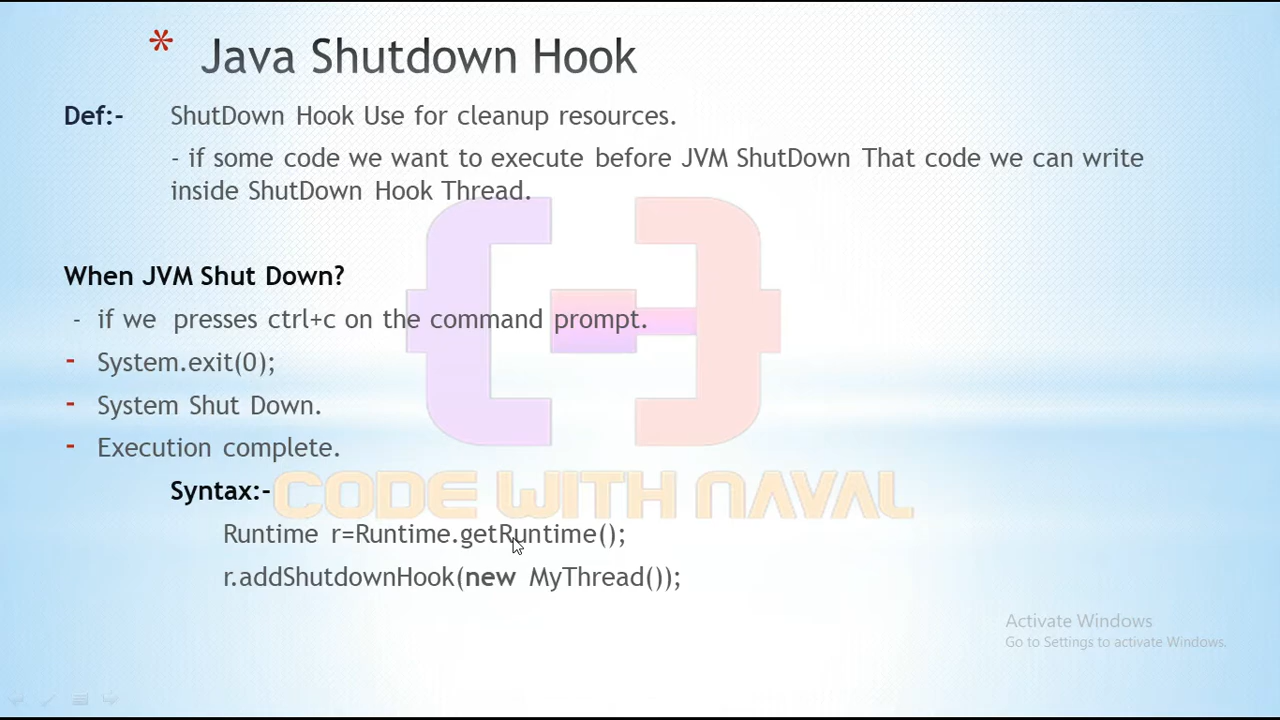 * Java Shutdown Hook
Def:- ShutDown Hook Use for cleanup resources.
- if some code we want to execute before JVM ShutDown That code we can write
inside ShutDown Hook Thread.
When JVM Shut Down?
- if we presses ctrl+c on the command prompt.
- System.exit(0);
- System Shut Down.
- Execution complete.
Syntax:-
CODE WITH NAVAL
Runtime r=Runtime.getRuntime();
r.addShutdownHook(new MyThread());
Activate Windows
Go to Settings to activate Windows.